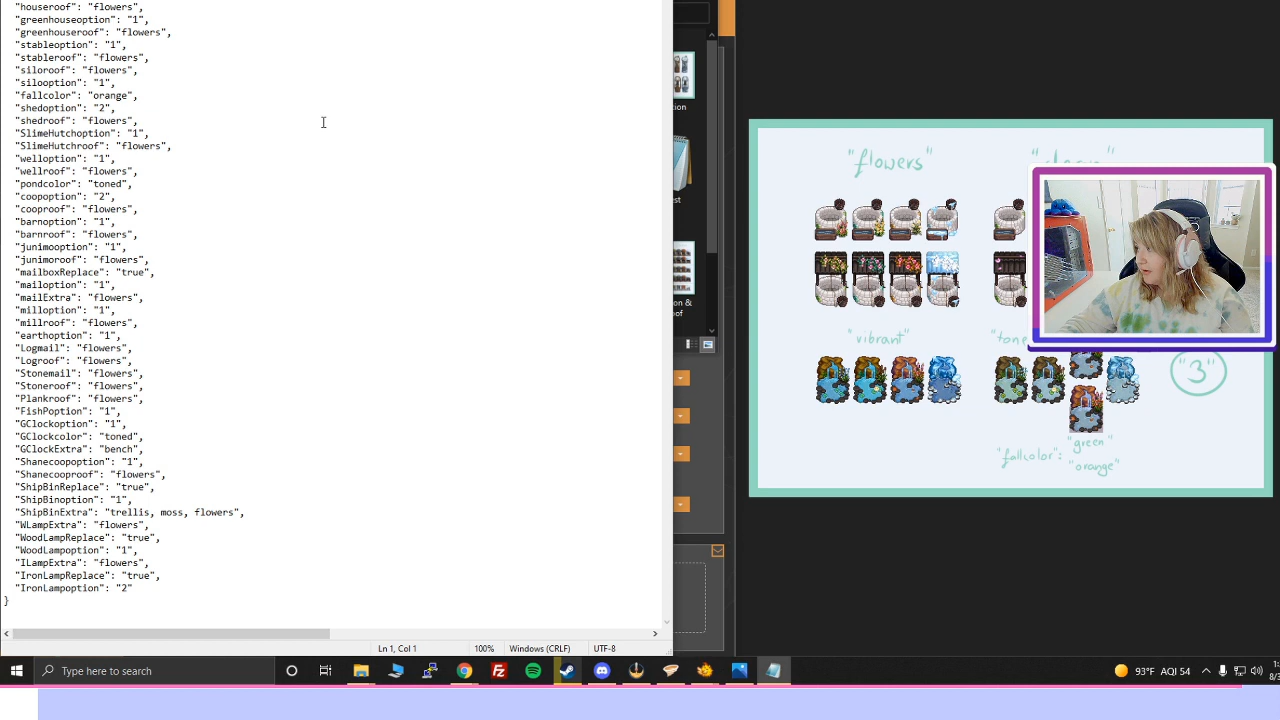 "houseroof": "flowers",
"greenhouseoption": "1",
"greenhouseroof": "flowers",
"stableoption": "1",
"stableroof": "flowers",
"siloroof": "flowers",
"silooption": "1",
"fallcolor": "orange",
"shedoption": "2",
"shedroof": "flowers",
"SlimeHutchoption": "1",
"SlimeHutchroof": "flowers",
"welloption": "1",
"wellroof": "flowers",
"pondcolor": "toned",
"coopoption": "2",
"cooproof": "flowers",
"barnoption": "1",
"barnroof": "flowers",
"junimooption": "1",
"junimoroof": "flowers",
"mailboxReplace": "true",
"mailoption": "1",
"mailExtra": "flowers",
"milloption": "1",
"millroof": "flowers",
"earthoption": "1",
"Logmail": "flowers",
"Logroof": "flowers",
"Stonemail": "flowers",
"Stoneroof": "flowers",
"Plankroof": "flowers",
"FishPoption": "1",
"GClockoption": "1",
"GClockcolor": "toned",
"GClockExtra": "bench",
"Shanecoopoption": "1",
"Shanecooproof": "flowers",
"ShipBinReplace": "true",
"ShipBinoption": "1",
"ShipBinExtra": "trellis, moss, flowers",
"WLampExtra": "flowers",
"WoodLampReplace": "true",
"WoodLampoption": "1",
"ILampExtra": "flowers",
"IronLampReplace": "true",
"IronLampoption": "2"
}
Ln 1, Col 1
100%
Windows (CRLF)
UTF-8
"flowers"
"vibrant"
"3"
"fallcolor":
"green"
"orange"
Type here to search
93°F AQI 54